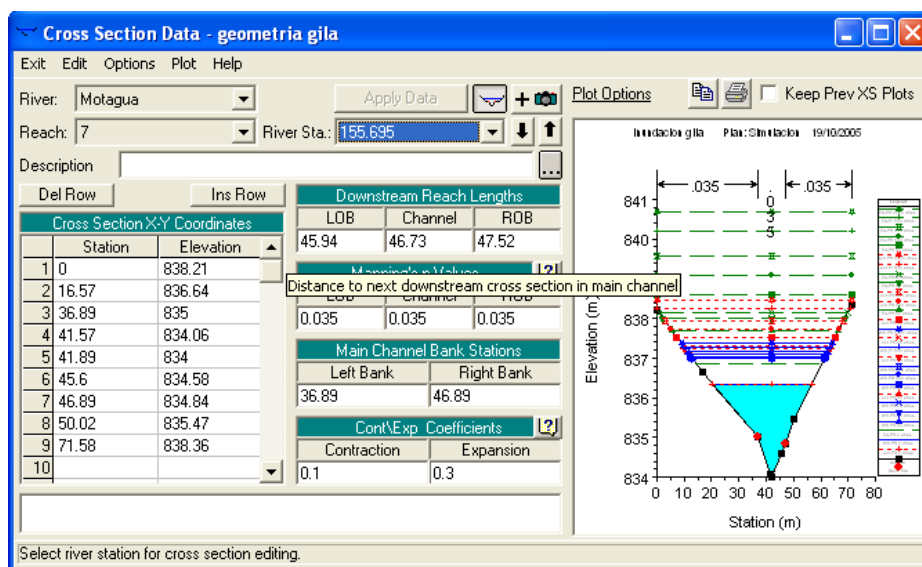 Cross Section Data - geometria gila
Exit Edit Options Plot Help
River: Motagua Apply Data + Plot Options Keep Prev XS Plots
Reach: 7 River Sta.: 155.695
Description ...
Del Row Ins Row
Cross Section X-Y Coordinates
Station Elevation
1 0 838.21
2 16.57 836.64
3 36.89 835
4 41.57 834.06
5 41.89 834
6 45.6 834.58
7 46.89 834.84
8 50.02 835.47
9 71.58 838.36
10
Downstream Reach Lengths
LOB Channel ROB
45.94 46.73 47.52
Manning's n Values ?
Distance to next downstream cross section in main channel
LOB Channel ROB
0.035 0.035 0.035
Main Channel Bank Stations
Left Bank Right Bank
36.89 46.89
Cont\Exp Coefficients ?
Contraction Expansion
0.1 0.3
Inundacion gila Plan: Simulacion 19/10/2005
.035 .035 .035
841
840
838
837
836
835
834
Elevation (m)
0 10 20 30 40 50 60 70 80
Station (m)
Select river station for cross section editing.